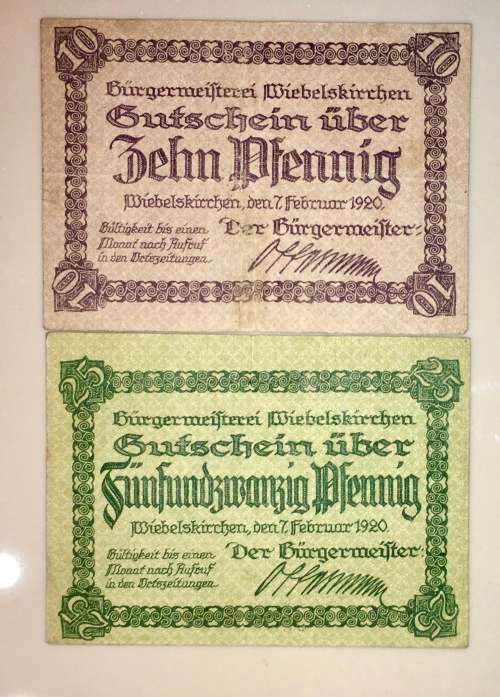 10 10
Bürgermeisterei Wiebelskirchen
Gutschein über
Zehn Pfennig
Wiebelskirchen, den 7. Februar 1920.
Gültigkeit bis einen
Monat nach Aufruf
in den Ortszeitungen.
Der Bürgermeister:
10 10
25 25
Bürgermeisterei Wiebelskirchen
Gutschein über
Fünfundzwanzig Pfennig
Wiebelskirchen, den 7. Februar 1920.
Gültigkeit bis einen
Monat nach Aufruf
in den Ortszeitungen.
Der Bürgermeister:
25 25